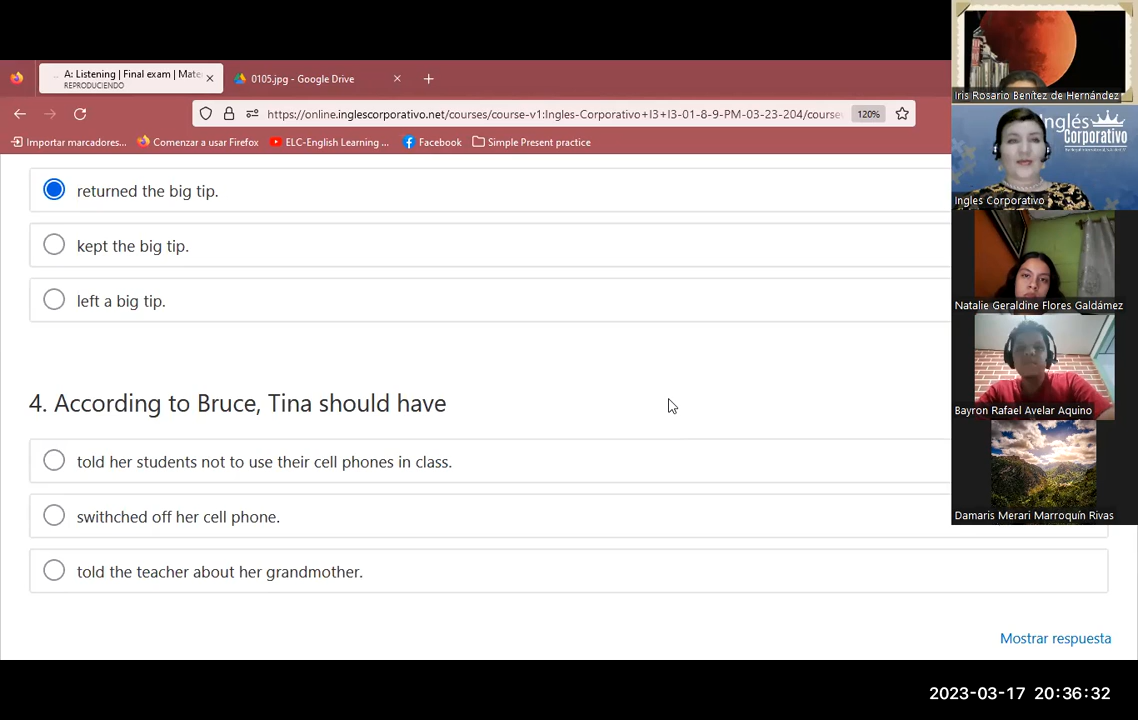 A: Listening | Final exam | Mate
REPRODUCIENDO
0105.jpg - Google Drive
https://online.inglescorporativo.net/courses/course-v1:Ingles-Corporativo+I3+I3-01-8-9-PM-03-23-204/course
120%
Importar marcadores...
Comenzar a usar Firefox
ELC-English Learning ...
Facebook
Simple Present practice
returned the big tip.
kept the big tip.
left a big tip.
4. According to Bruce, Tina should have
told her students not to use their cell phones in class.
swithched off her cell phone.
told the teacher about her grandmother.
Mostrar respuesta
Iris Rosario Benítez de Hernández
Inglés
Corporativo
Ingles Corporativo
Natalie Geraldine Flores Galdámez
Bayron Rafael Avelar Aquino
Damaris Merari Marroquín Rivas
2023-03-17 20:36:32